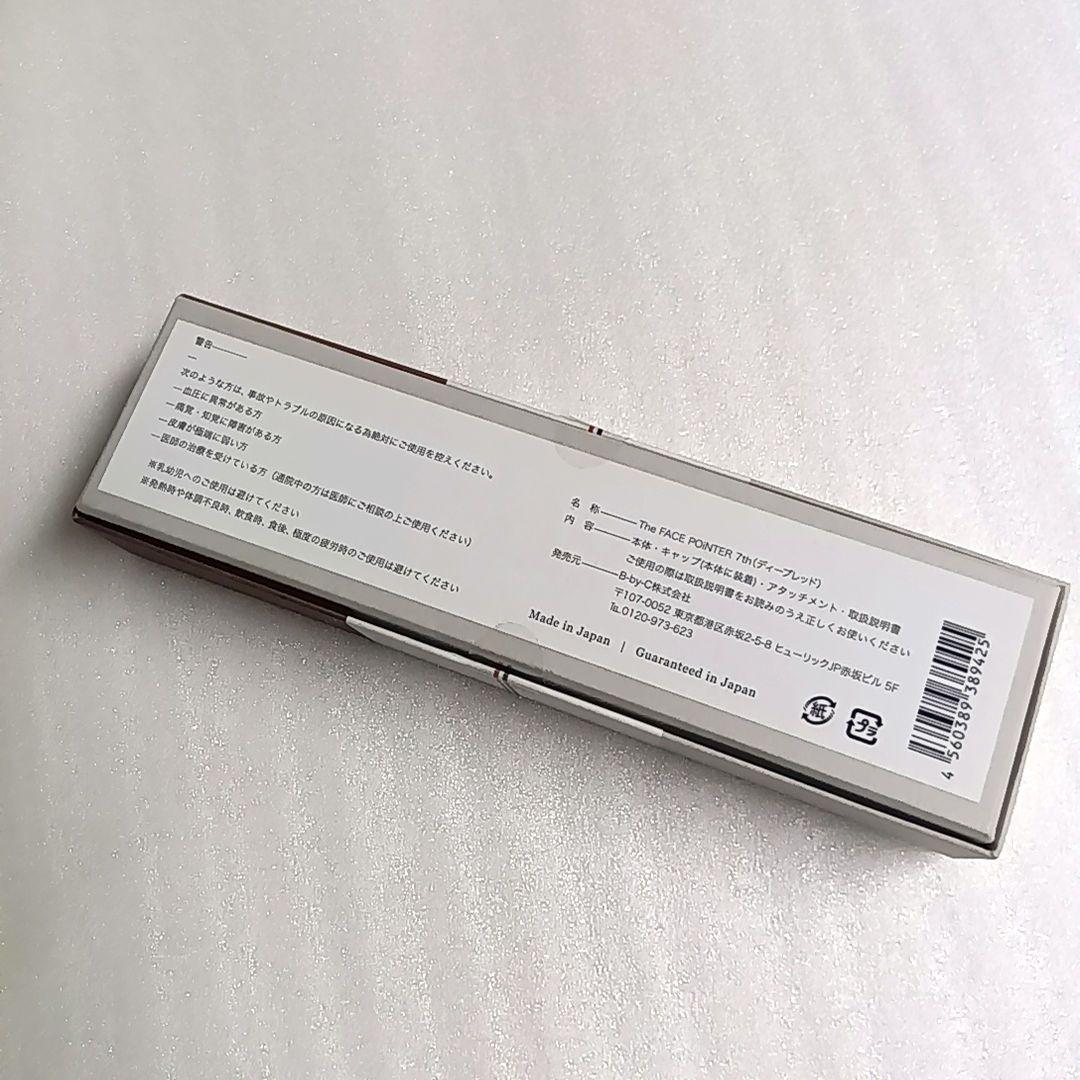 警告
次のような方は、事故やトラブルの原因になる為絶対にご使用を控えください。
—血圧に異常がある方
—痛覚・知覚に障害がある方
—皮膚が極端に弱い方
—医師の治療を受けている方（通院中の方は医師にご相談の上ご使用ください）
※乳幼児へのご使用は避けてください
※発熱時や体調不良時、飲食時、食後、極度の疲労時のご使用は避けてください
名 称 The FACE POiNTER 7th（ディープレッド）
内 容 本体・キャップ(本体に装着)・アタッチメント・取扱説明書
ご使用の際は取扱説明書をお読みのうえ正しくお使いください
発売元 B-by-C株式会社
〒107-0052 東京都港区赤坂2-5-8 ヒューリックJP赤坂ビル 5F
℡.0120-973-623
Made in Japan | Guaranteed in Japan
紙
プラ
4 560389 389425